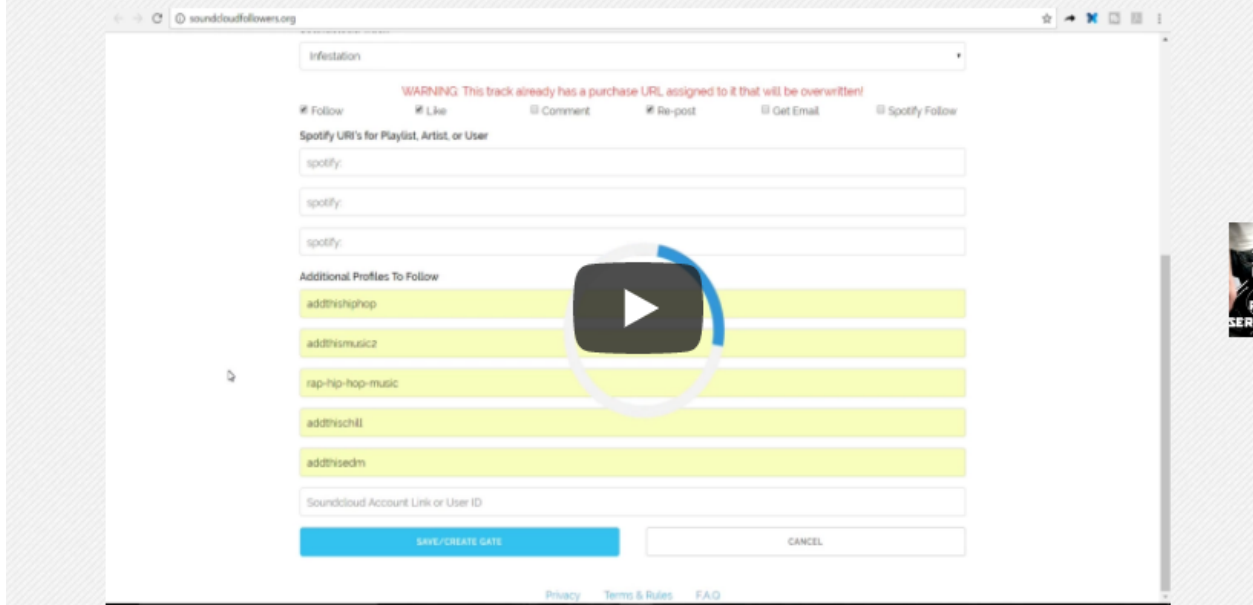 soundcloudfollowers.org
Infestation
WARNING: This track already has a purchase URL assigned to it that will be overwritten!
Follow Like Comment Re-post Get Email Spotify Follow
Spotify URI's for Playlist, Artist, or User
spotify:
spotify:
spotify:
Additional Profiles To Follow
addthishiphop
addthismusic2
rap-hip-hop-music
addthischill
addthisedm
Soundcloud Account Link or User ID
SAVE/CREATE GATE CANCEL
Privacy Terms & Rules F.A.Q